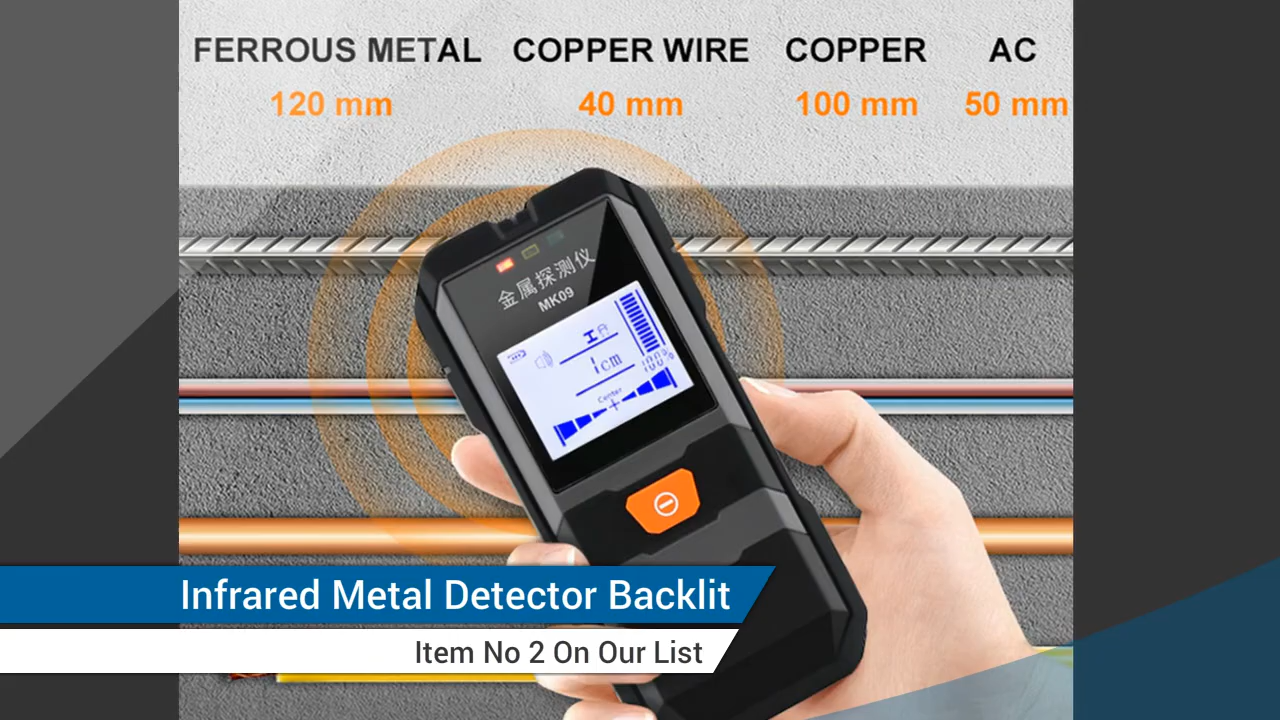 FERROUS METAL COPPER WIRE COPPER AC
120 mm 40 mm 100 mm 50 mm
金属探测仪
MK09
1cm
100%
Center
Infrared Metal Detector Backlit
Item No 2 On Our List